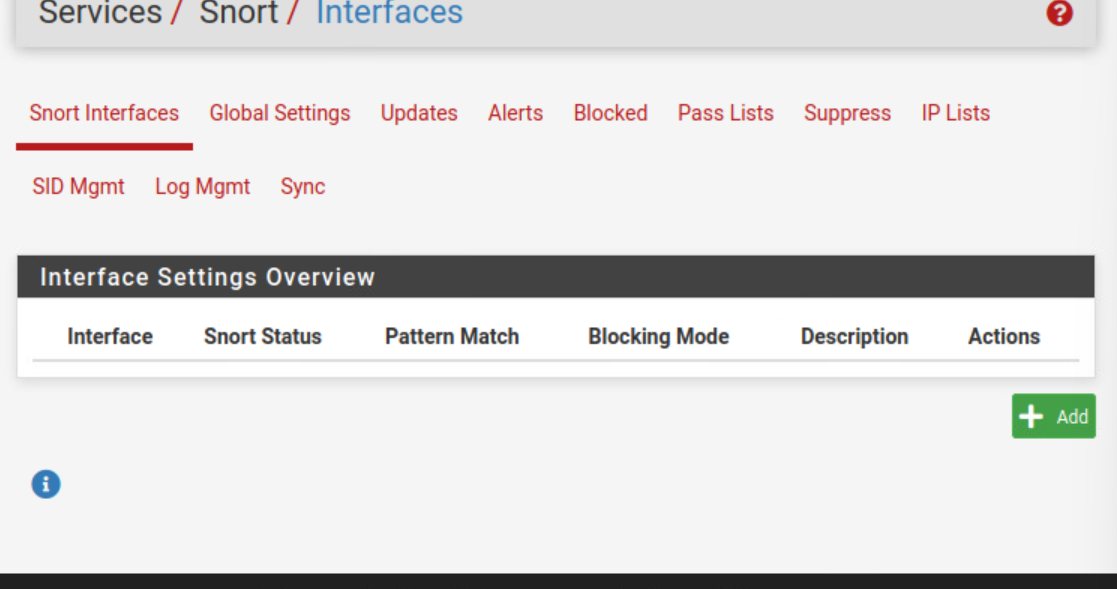 Services / Snort / Interfaces
Snort Interfaces Global Settings Updates Alerts Blocked Pass Lists Suppress IP Lists
SID Mgmt Log Mgmt Sync
Interface Settings Overview
Interface Snort Status Pattern Match Blocking Mode Description Actions
Add